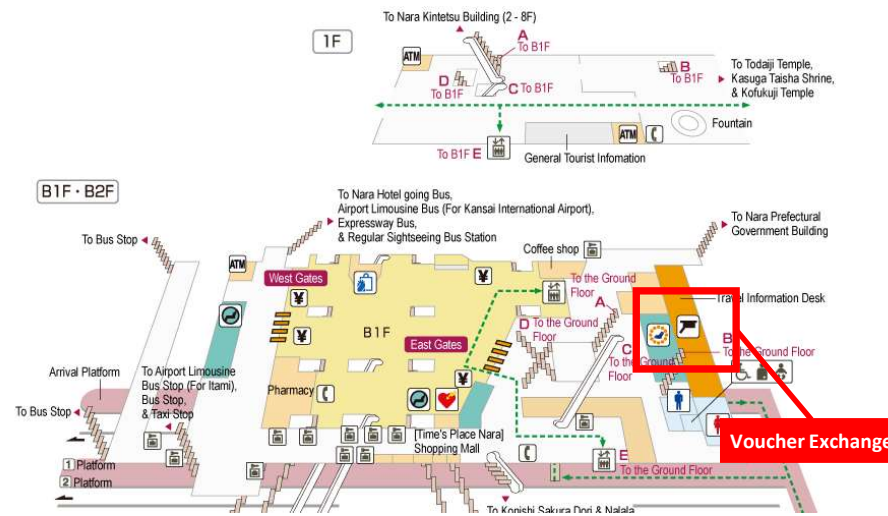 To Nara Kintetsu Building (2 - 8F)
1F
ATM
A
To B1F
B
To B1F
To Todaiji Temple,
Kasuga Taisha Shrine,
& Kofukuji Temple
D
To B1F
C To B1F
Fountain
ATM
To B1F E
General Tourist Infomation
B1F · B2F
To Nara Hotel going Bus,
Airport Limousine Bus (For Kansai International Airport),
Expressway Bus,
& Regular Sightseeing Bus Station
To Nara Prefectural
Government Building
To Bus Stop
Coffee shop
ATM
West Gates
¥
To the Ground
Floor
A
Travel Information Desk
¥
¥
B1F
D To the Ground
Floor
East Gates
B
To the Ground Floor
C
To the Ground
Floor
Arrival Platform
To Airport Limousine
Bus Stop (For Itami),
Bus Stop,
& Taxi Stop
Pharmacy
¥
To Bus Stop
[Time's Place Nara]
Shopping Mall
Voucher Exchange
E
To the Ground Floor
1 Platform
2 Platform
To Konishi Sakura Dori & Nalala